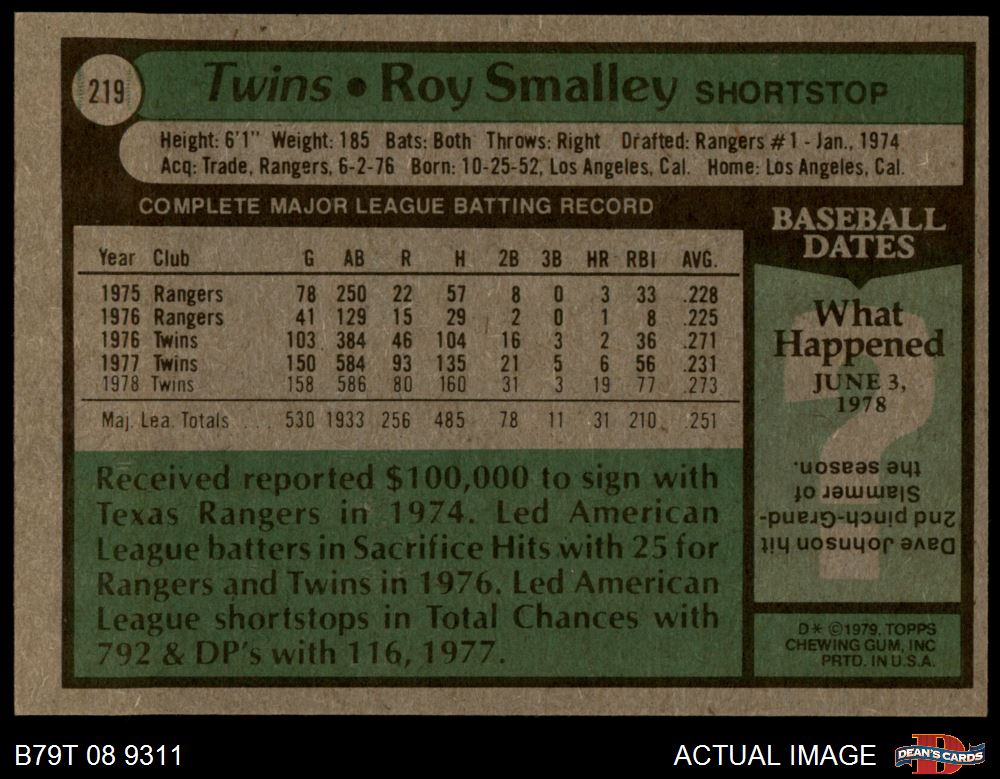 219
Twins • Roy Smalley SHORTSTOP
Height: 6'1" Weight: 185 Bats: Both Throws: Right Drafted: Rangers #1 - Jan., 1974
Acq: Trade, Rangers, 6-2-76 Born: 10-25-52, Los Angeles, Cal. Home: Los Angeles, Cal.
COMPLETE MAJOR LEAGUE BATTING RECORD
Year Club G AB R H 2B 3B HR RBI AVG.
1975 Rangers 78 250 22 57 8 0 3 33 .228
1976 Rangers 41 129 15 29 2 0 1 8 .225
1976 Twins 103 384 46 104 16 3 2 36 .271
1977 Twins 150 584 93 135 21 5 6 56 .231
1978 Twins 158 586 80 160 31 3 19 77 .273
Maj. Lea. Totals ... 530 1933 256 485 78 11 31 210 .251
Received reported $100,000 to sign with
Texas Rangers in 1974. Led American
League batters in Sacrifice Hits with 25 for
Rangers and Twins in 1976. Led American
League shortstops in Total Chances with
792 & DP's with 116, 1977.
BASEBALL
DATES
What
Happened
JUNE 3,
1978
?
Dave Johnson hit
2nd pinch-Grand-
Slammer of
the season.
D* ©1979. TOPPS
CHEWING GUM, INC
PRTD. IN U.S.A.
B79T 08 9311
ACTUAL IMAGE
DEAN'S CARDS